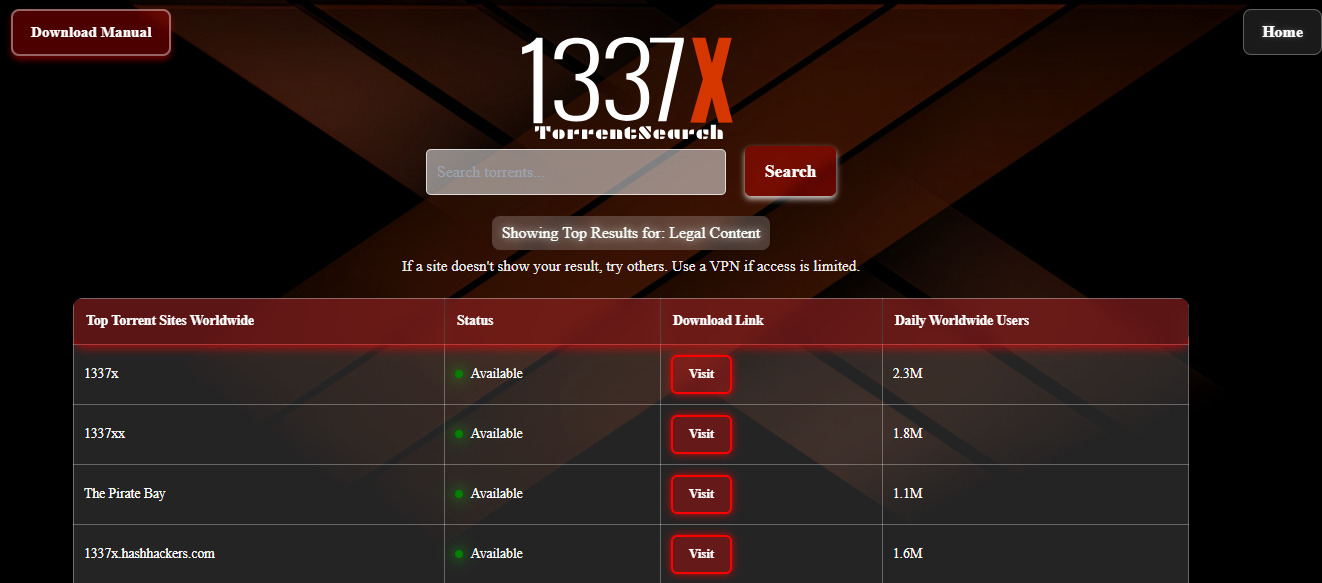 Download Manual
Home
1337X
TorrentSearch
Search torrents...
Search
Showing Top Results for: Legal Content
If a site doesn't show your result, try others. Use a VPN if access is limited.
Top Torrent Sites Worldwide Status Download Link Daily Worldwide Users
1337x Available Visit 2.3M
1337xx Available Visit 1.8M
The Pirate Bay Available Visit 1.1M
1337x.hashhackers.com Available Visit 1.6M